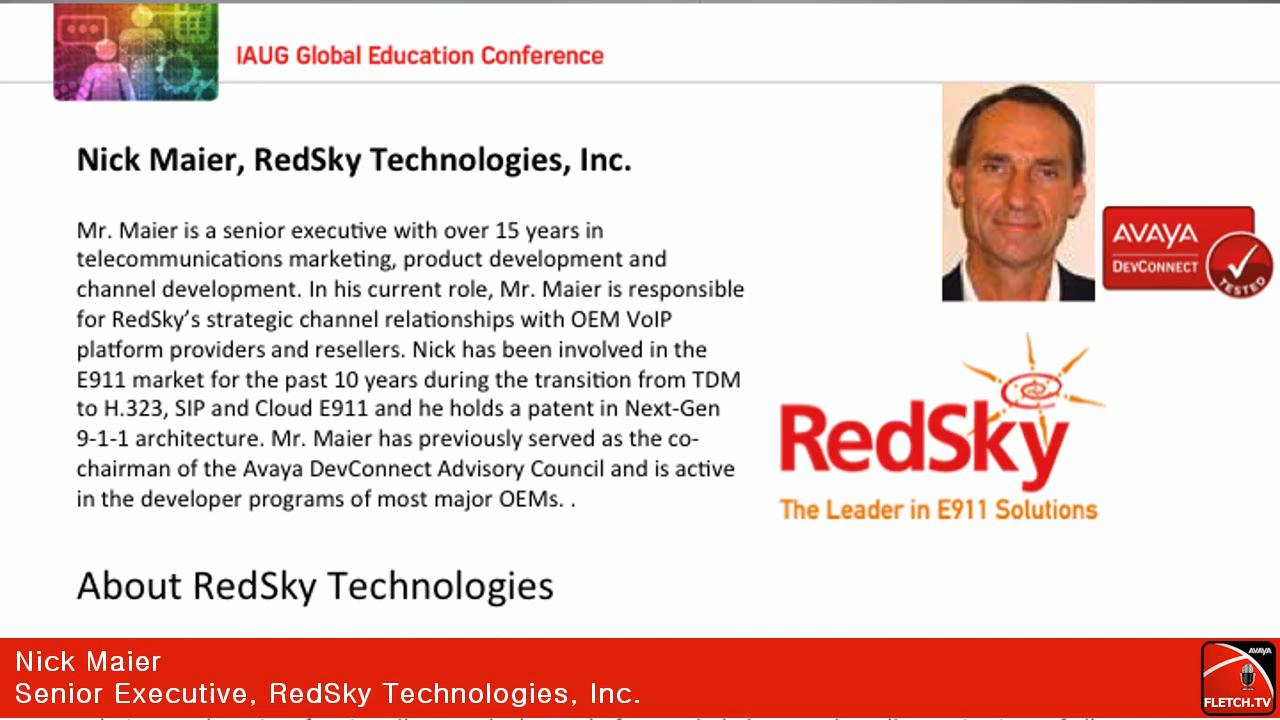 IAUG Global Education Conference
Nick Maier, RedSky Technologies, Inc.
Mr. Maier is a senior executive with over 15 years in
telecommunications marketing, product development and
channel development. In his current role, Mr. Maier is responsible
for RedSky’s strategic channel relationships with OEM VoIP
platform providers and resellers. Nick has been involved in the
E911 market for the past 10 years during the transition from TDM
to H.323, SIP and Cloud E911 and he holds a patent in Next-Gen
9-1-1 architecture. Mr. Maier has previously served as the co-
chairman of the Avaya DevConnect Advisory Council and is active
in the developer programs of most major OEMs. .
AVAYA
DEVCONNECT
TESTED
RedSky
The Leader in E911 Solutions
About RedSky Technologies
Nick Maier
Senior Executive, RedSky Technologies, Inc.
AVAYA
FLETCH.TV